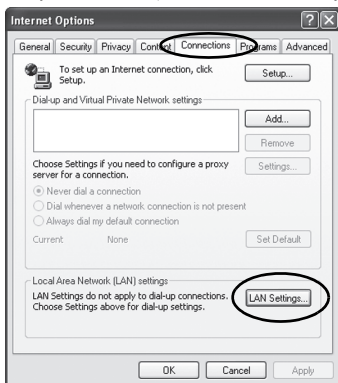 Internet Options
General Security Privacy Content Connections Programs Advanced
To set up an Internet connection, click
Setup.
Setup...
Dial-up and Virtual Private Network settings
Add...
Remove
Choose Settings if you need to configure a proxy
server for a connection.
Settings...
Never dial a connection
Dial whenever a network connection is not present
Always dial my default connection
Current None
Set Default
Local Area Network (LAN) settings
LAN Settings do not apply to dial-up connections.
Choose Settings above for dial-up settings.
LAN Settings...
OK Cancel Apply